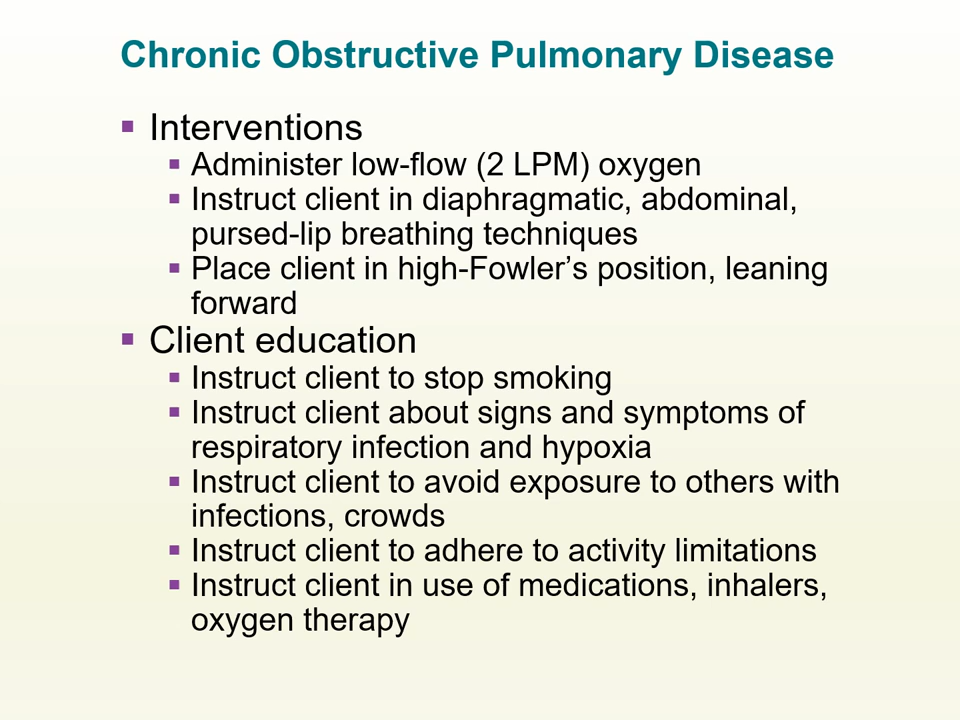 Chronic Obstructive Pulmonary Disease
▪ Interventions
▪ Administer low-flow (2 LPM) oxygen
▪ Instruct client in diaphragmatic, abdominal,
pursed-lip breathing techniques
▪ Place client in high-Fowler’s position, leaning
forward
▪ Client education
▪ Instruct client to stop smoking
▪ Instruct client about signs and symptoms of
respiratory infection and hypoxia
▪ Instruct client to avoid exposure to others with
infections, crowds
▪ Instruct client to adhere to activity limitations
▪ Instruct client in use of medications, inhalers,
oxygen therapy